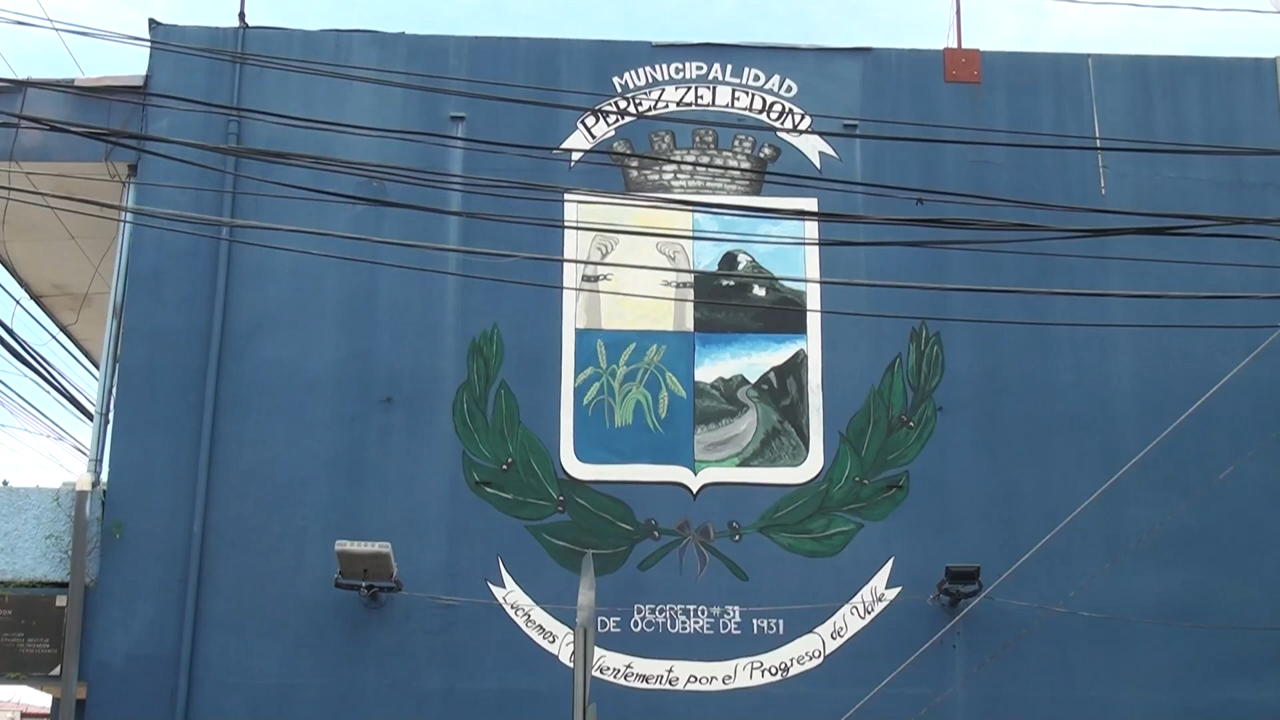 MUNICIPALIDAD
PEREZ ZELEDON
DECRETO # 31
DE OCTUBRE DE 1931
Luchemos Valientemente por el Progreso del Valle